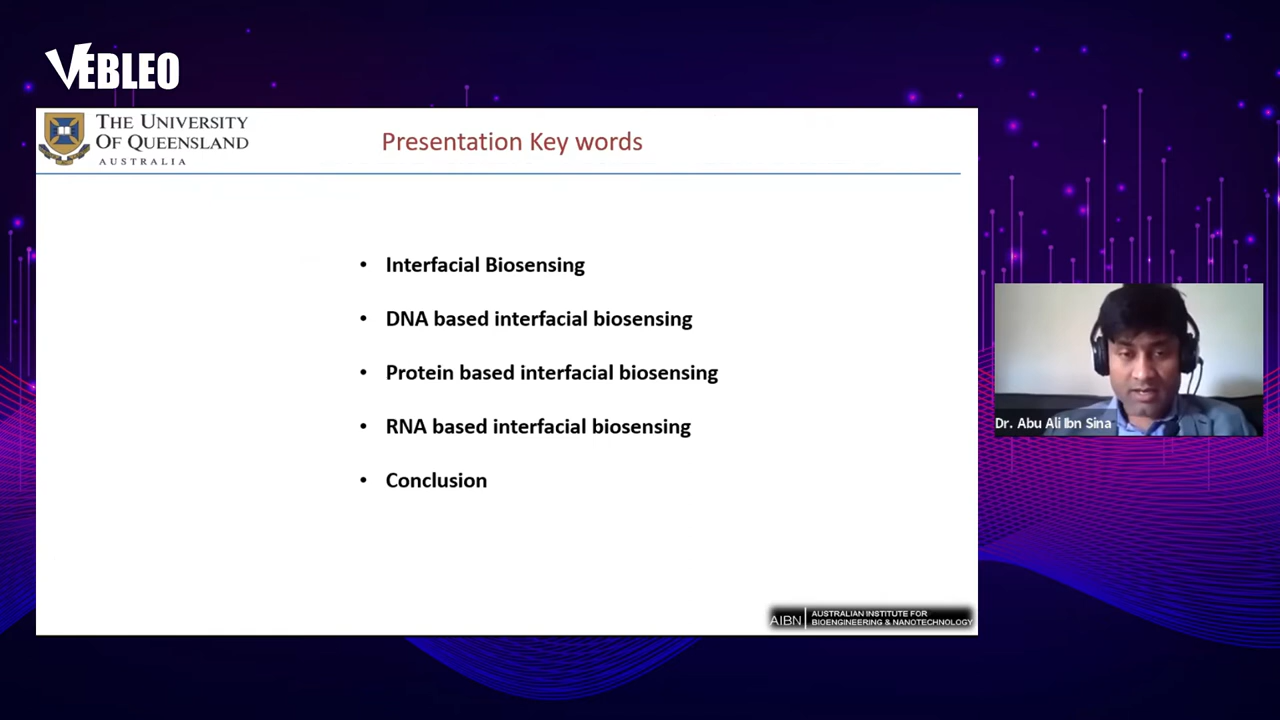 VEBLEO
THE UNIVERSITY
OF QUEENSLAND
AUSTRALIA
Presentation Key words
• Interfacial Biosensing
• DNA based interfacial biosensing
• Protein based interfacial biosensing
• RNA based interfacial biosensing
• Conclusion
Dr. Abu Ali Ibn Sina
AIBN
AUSTRALIAN INSTITUTE FOR
BIOENGINEERING & NANOTECHNOLOGY